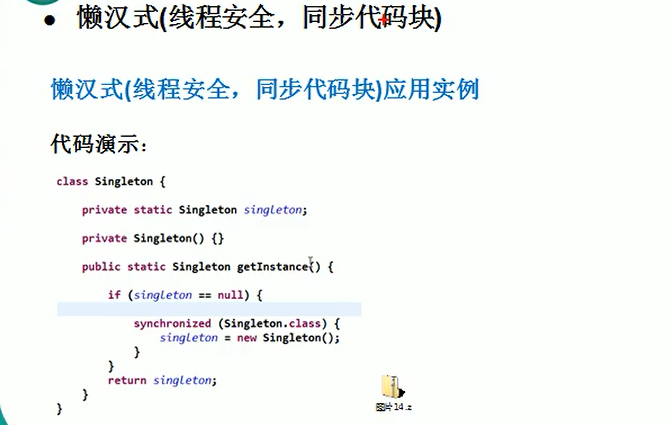 懒汉式(线程安全，同步代码块)
懒汉式(线程安全，同步代码块)应用实例
代码演示：
class Singleton {
private static Singleton singleton;
private Singleton() {}
public static Singleton getInstance() {
if (singleton == null) {
synchronized (Singleton.class) {
singleton = new Singleton();
}
}
return singleton;
}
}
图片14.z